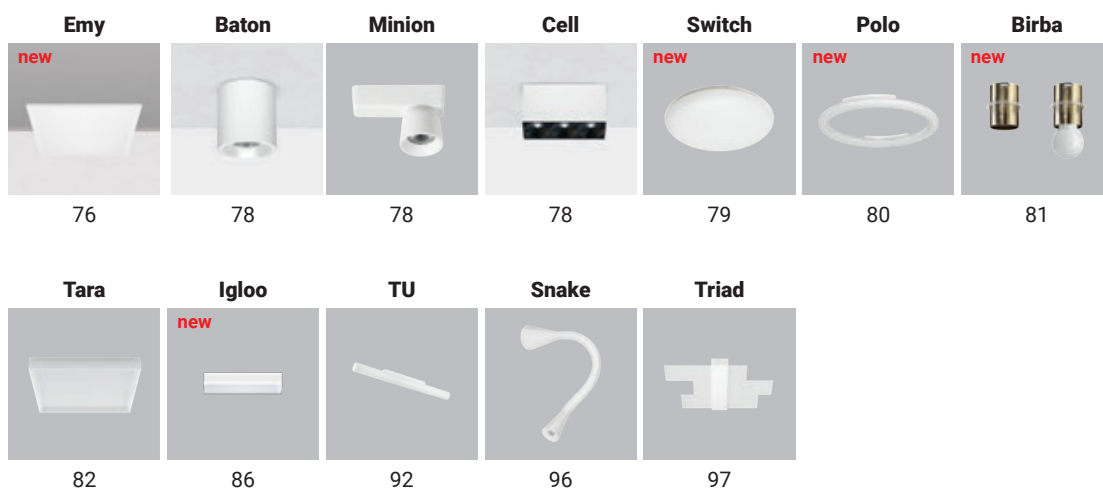 Emy Baton Minion Cell Switch Polo Birba
new new new new
76 78 78 78 79 80 81
Tara Igloo TU Snake Triad
new
82 86 92 96 97